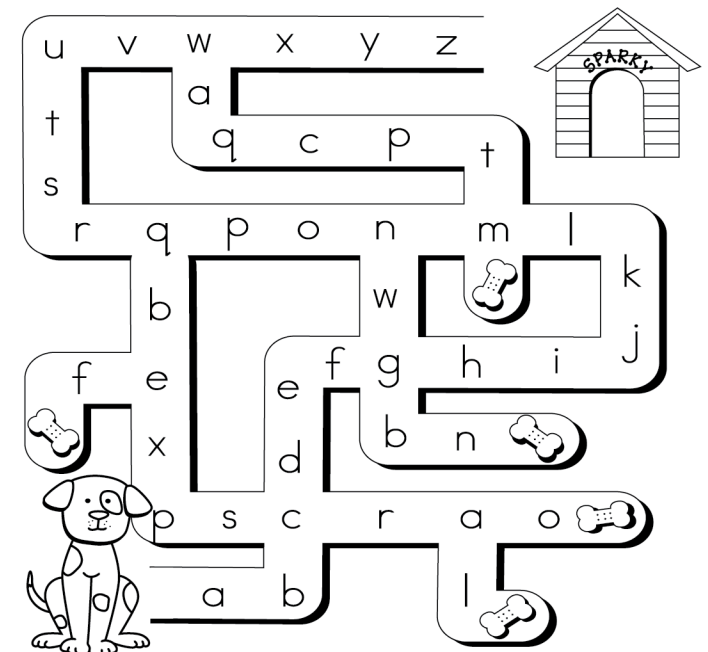 u v w x y z
SPARKY
a
t q c p t
s
r q p o n m l
k
b w
j
f e e f g h i
x d b n
p s c r a o
a b l